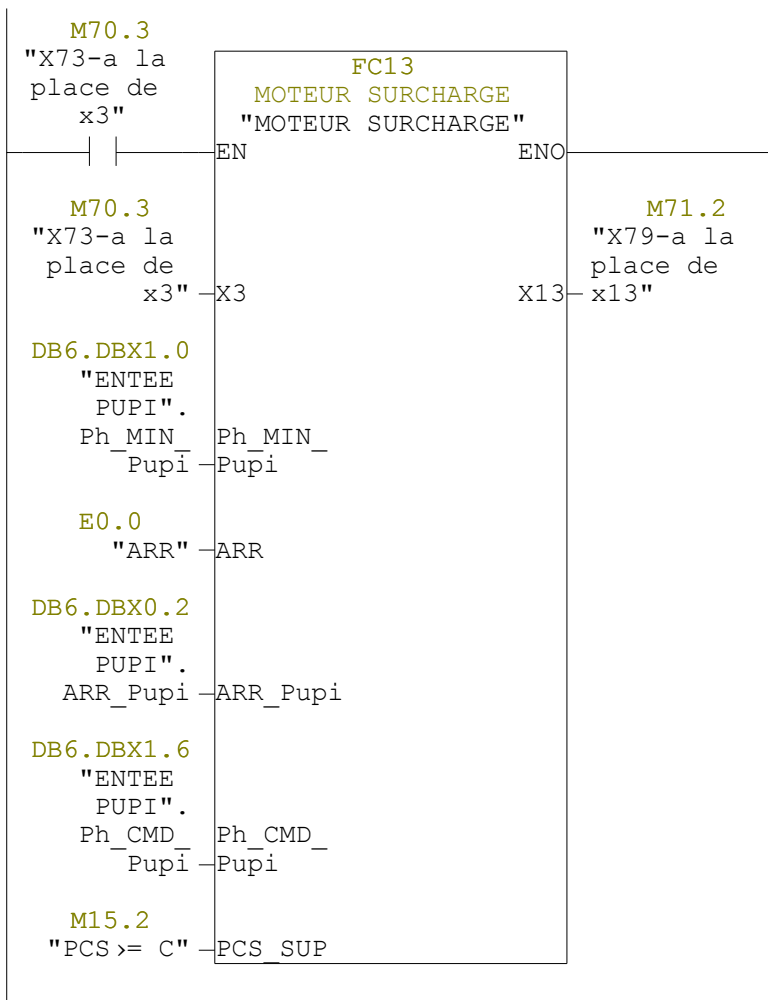 M70.3
"X73-a la
place de
x3"
FC13
MOTEUR SURCHARGE
"MOTEUR SURCHARGE"
EN
ENO
M70.3
"X73-a la
place de
x3"
X3
M71.2
"X79-a la
place de
x13"
X13
DB6.DBX1.0
"ENTEE
PUPI".
Ph_MIN_
Pupi
Ph_MIN_
Pupi
E0.0
"ARR"
ARR
DB6.DBX0.2
"ENTEE
PUPI".
ARR_Pupi
ARR_Pupi
DB6.DBX1.6
"ENTEE
PUPI".
Ph_CMD_
Pupi
Ph_CMD_
Pupi
M15.2
"PCS>= C"
PCS_SUP